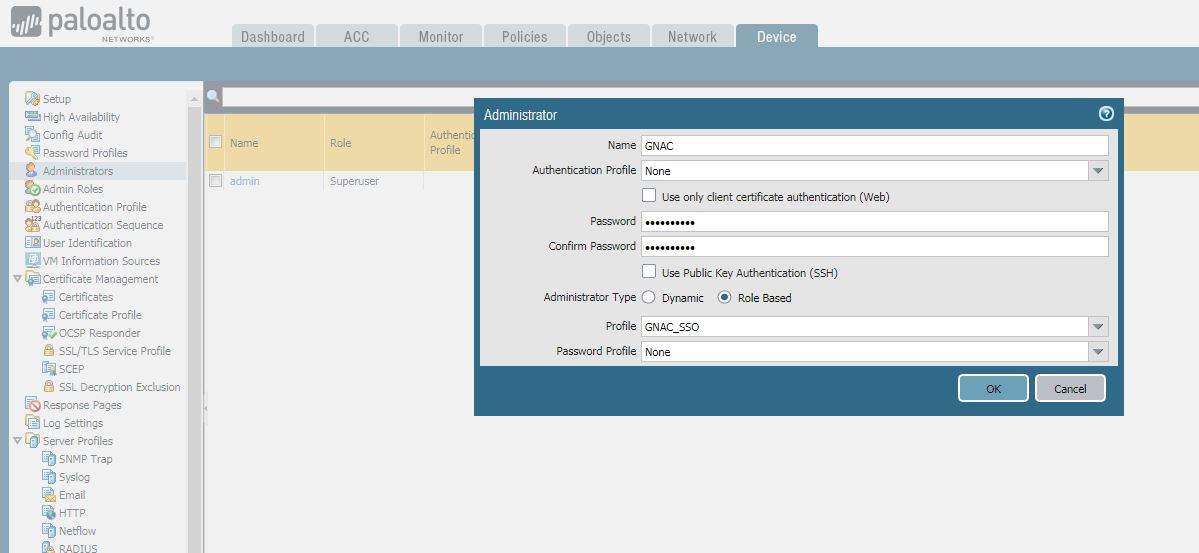 paloalto
NETWORKS®
Dashboard ACC Monitor Policies Objects Network Device
Setup
High Availability
Config Audit
Password Profiles
Administrators
Admin Roles
Authentication Profile
Authentication Sequence
User Identification
VM Information Sources
Certificate Management
Certificates
Certificate Profile
OCSP Responder
SSL/TLS Service Profile
SCEP
SSL Decryption Exclusion
Response Pages
Log Settings
Server Profiles
SNMP Trap
Syslog
Email
HTTP
Netflow
RADIUS
Name Role Authentic
Profile
admin Superuser
Administrator
Name GNAC
Authentication Profile None
Use only client certificate authentication (Web)
Password ••••••••••
Confirm Password ••••••••••
Use Public Key Authentication (SSH)
Administrator Type Dynamic Role Based
Profile GNAC_SSO
Password Profile None
OK Cancel